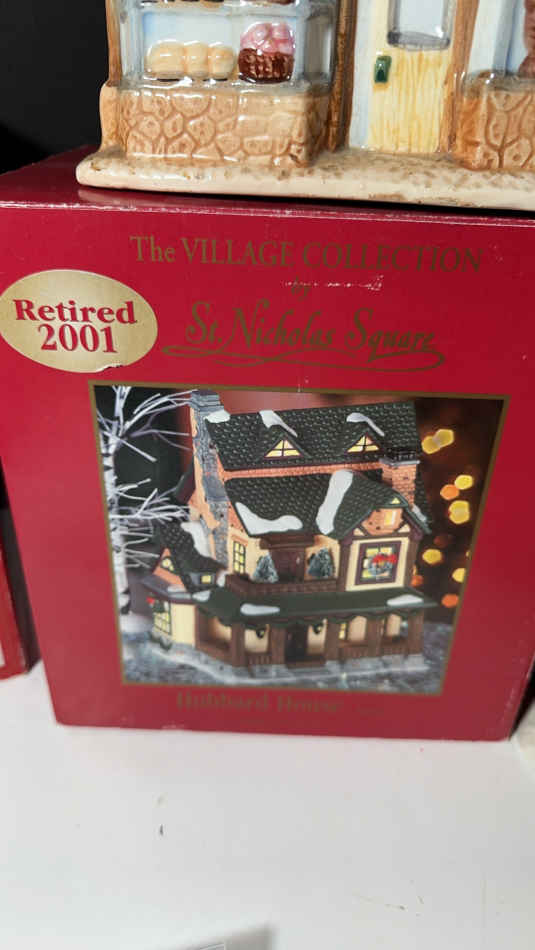 The VILLAGE COLLECTION
by
St. Nicholas Square
Retired
2001
Hubbard House